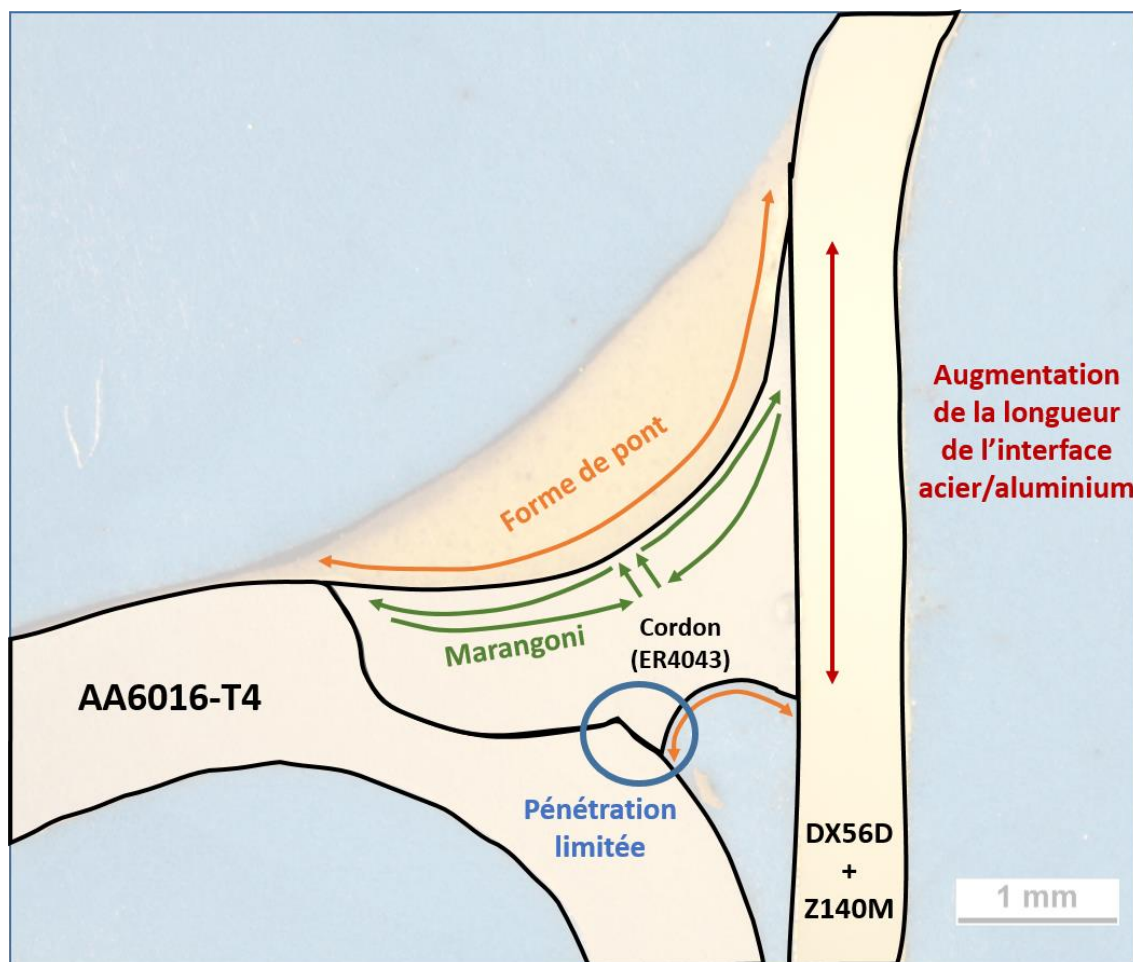 Augmentation
de la longueur
de l'interface
acier/aluminium
Forme de pont
Marangoni
Cordon
(ER4043)
AA6016-T4
Pénétration
limitée
DX56D
+
Z140M
1 mm